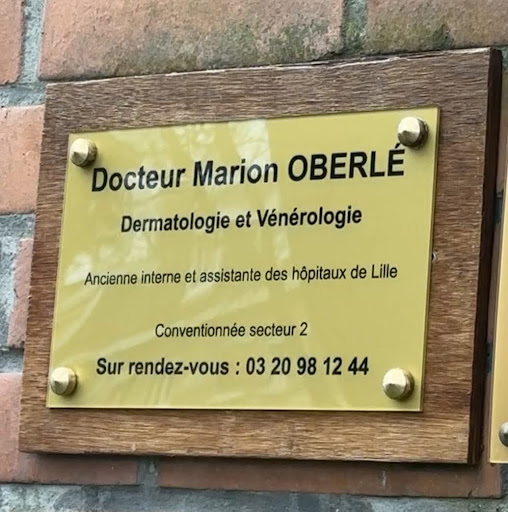 Docteur Marion OBERLÉ
Dermatologie et Vénérologie
Ancienne interne et assistante des hôpitaux de Lille
Conventionnée secteur 2
Sur rendez-vous : 03 20 98 12 44